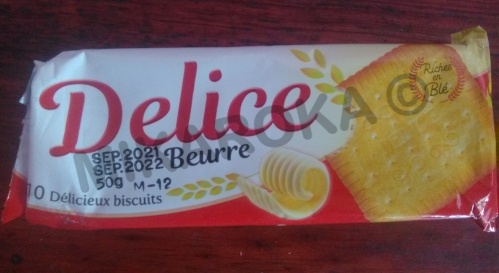 Delice
Riches
en
Blé
SEP.2021
SEP.2022
Beurre
50g M-12
10 Délicieux biscuits